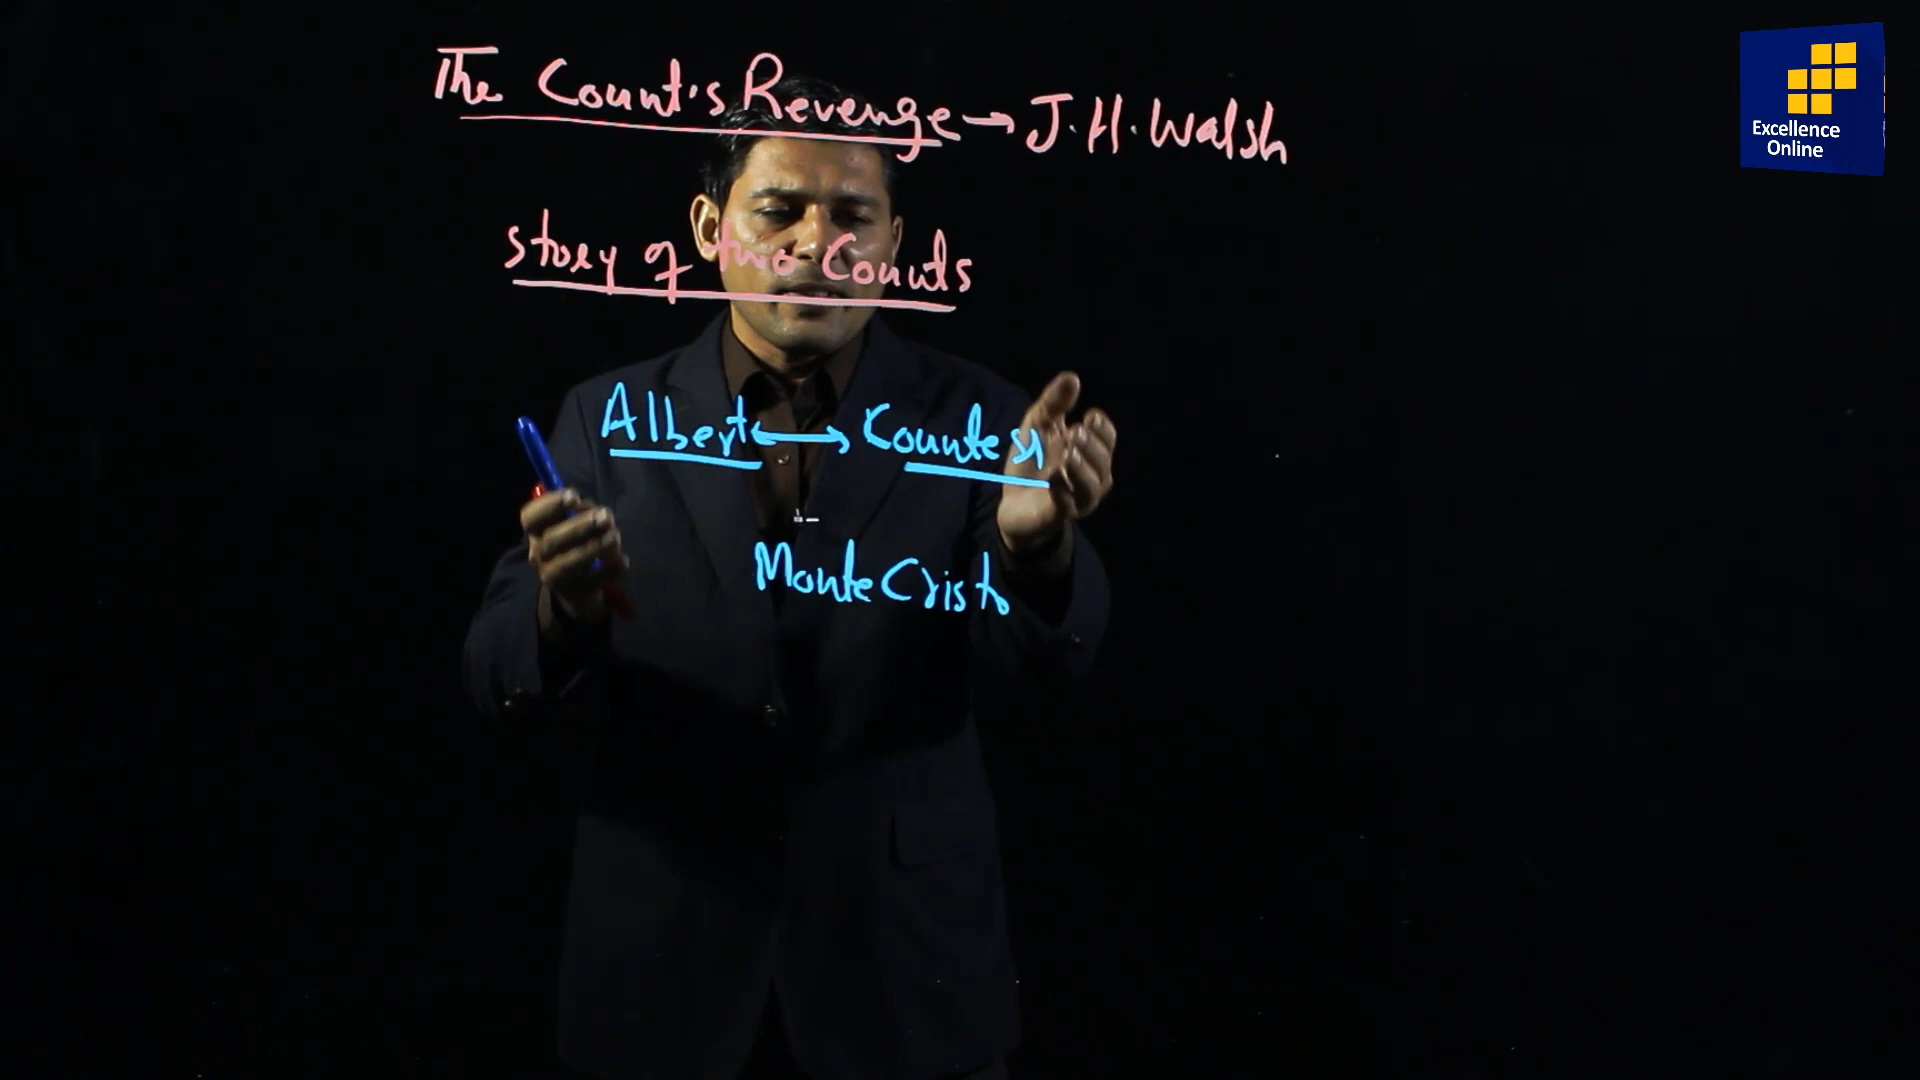 The Count's Revenge → J.H. Walsh
Story of two Counts
Albert ↔ Countess
Monte Cristo
Excellence
Online